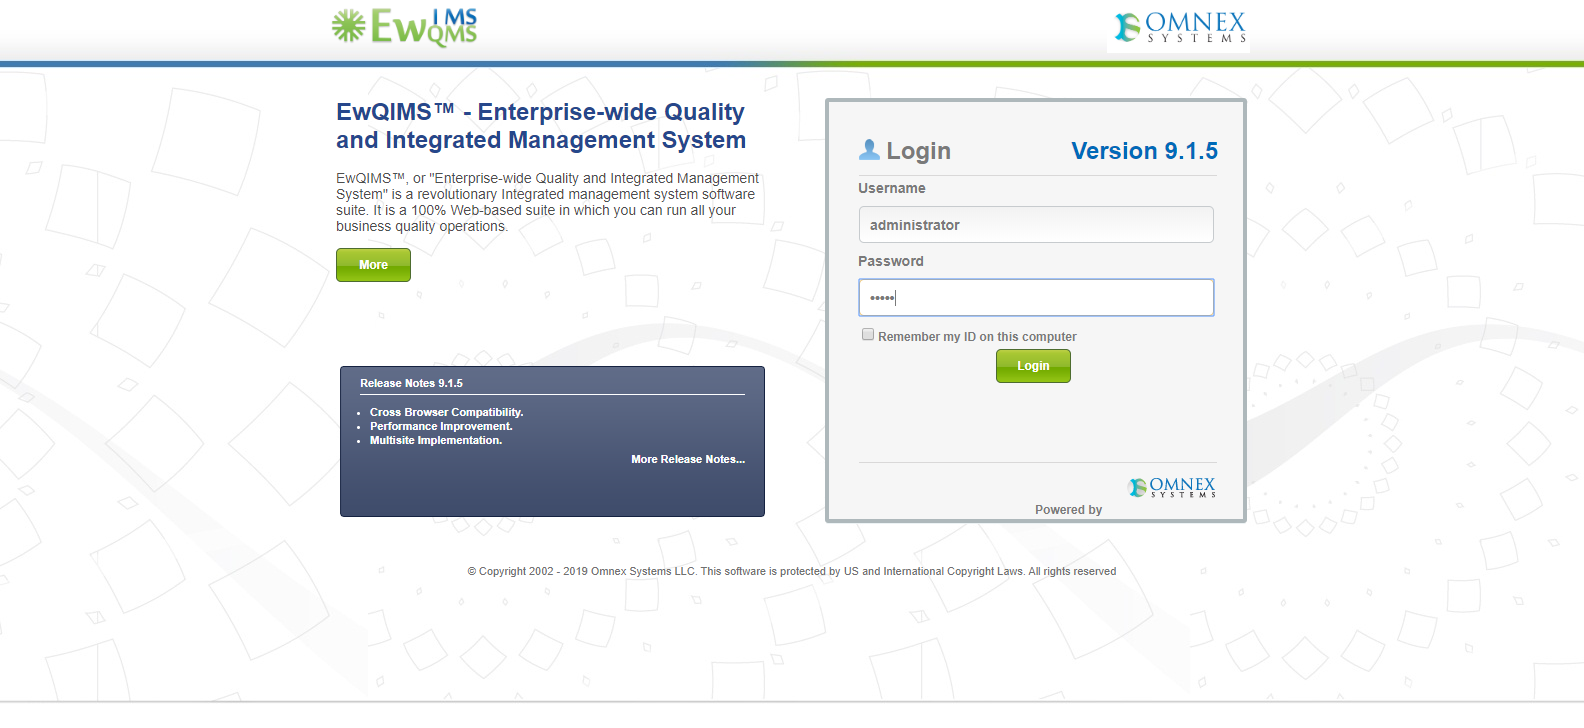 EwIMS
QMS
OMNEX
SYSTEMS
EwQIMS™ - Enterprise-wide Quality
and Integrated Management System
EwQIMS™, or "Enterprise-wide Quality and Integrated Management
System" is a revolutionary Integrated management system software
suite. It is a 100% Web-based suite in which you can run all your
business quality operations.
More
Release Notes 9.1.5
• Cross Browser Compatibility.
• Performance Improvement.
• Multisite Implementation.
More Release Notes...
Login Version 9.1.5
Username
administrator
Password
•••••
Remember my ID on this computer
Login
OMNEX
SYSTEMS
Powered by
© Copyright 2002 - 2019 Omnex Systems LLC. This software is protected by US and International Copyright Laws. All rights reserved